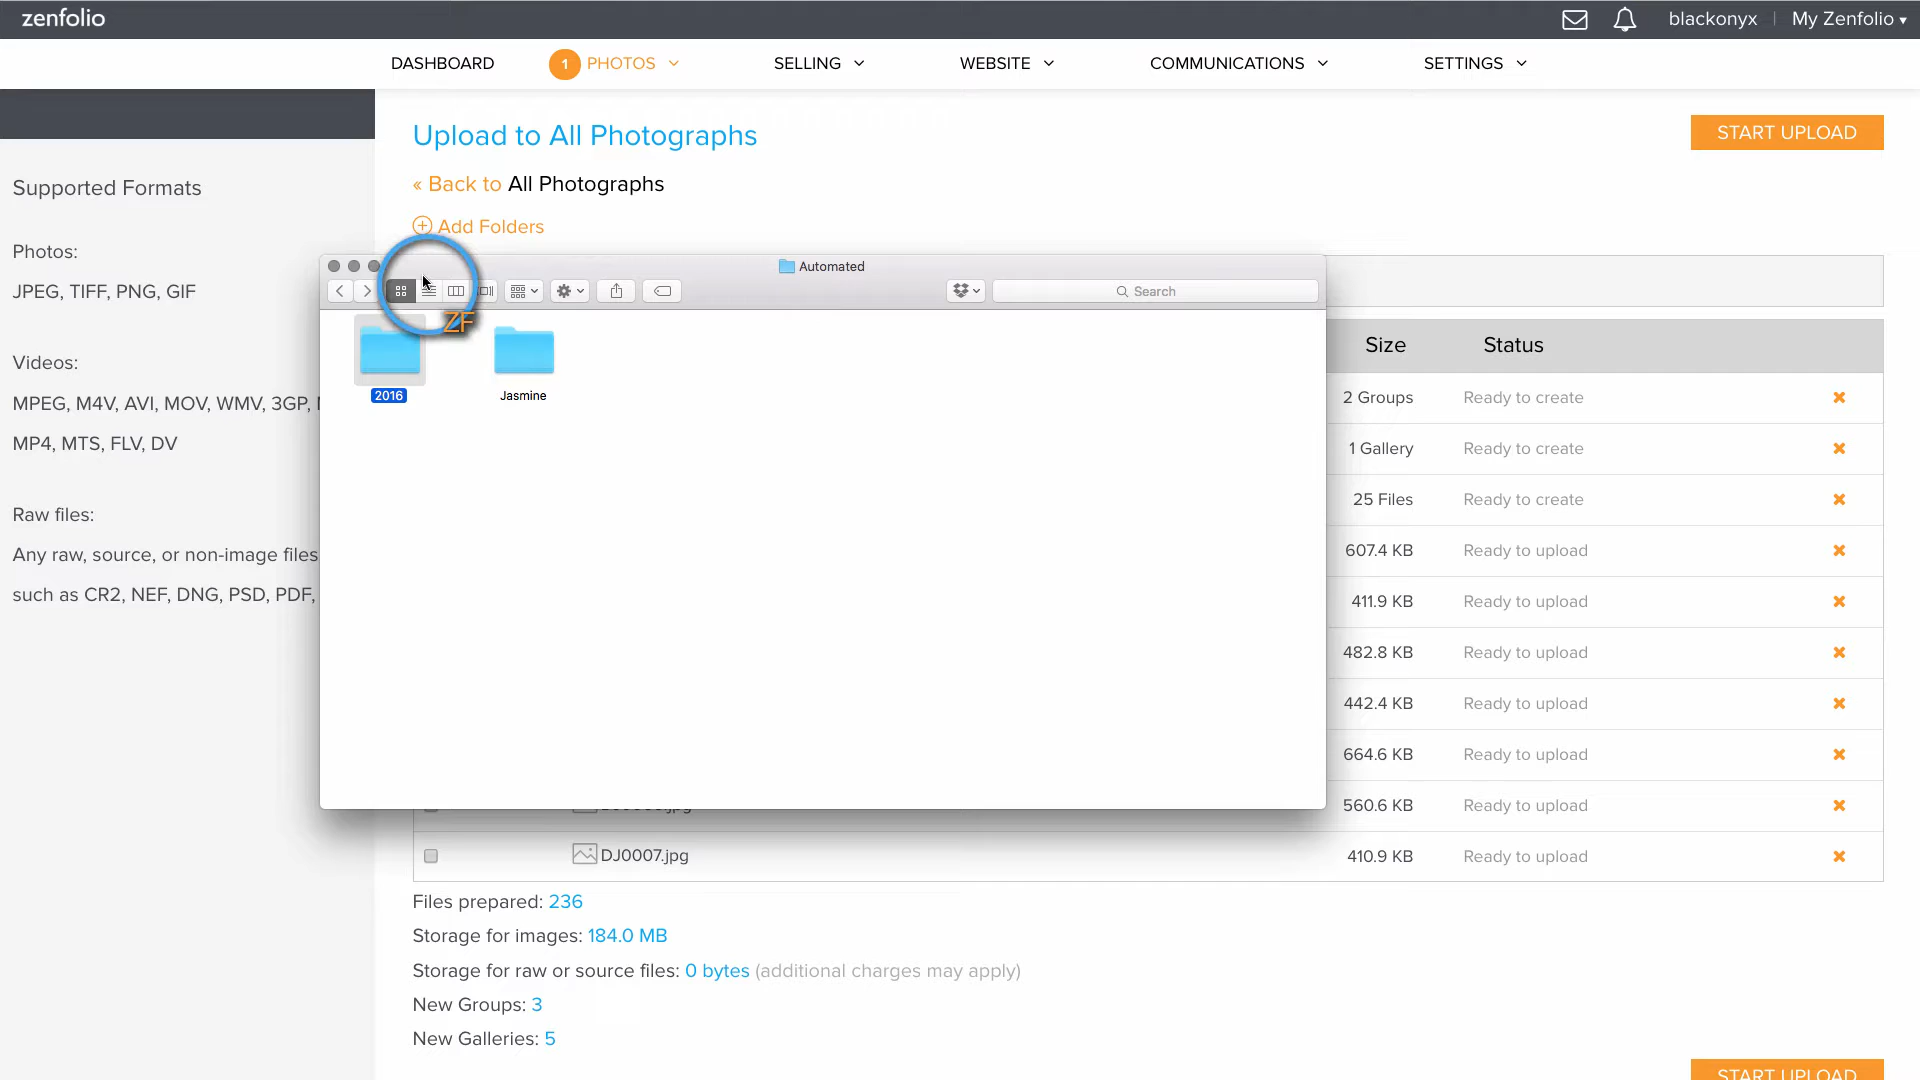 zenfolio
blackonyx
My Zenfolio
DASHBOARD
1 PHOTOS
SELLING
WEBSITE
COMMUNICATIONS
SETTINGS
Upload to All Photographs
START UPLOAD
« Back to All Photographs
Add Folders
Supported Formats
Photos:
JPEG, TIFF, PNG, GIF
Videos:
MPEG, M4V, AVI, MOV, WMV, 3GP,
MP4, MTS, FLV, DV
Raw files:
Any raw, source, or non-image files
such as CR2, NEF, DNG, PSD, PDF,
Automated
Search
ZF
2016
Jasmine
Size
Status
2 Groups
Ready to create
1 Gallery
Ready to create
25 Files
Ready to create
607.4 KB
Ready to upload
411.9 KB
Ready to upload
482.8 KB
Ready to upload
442.4 KB
Ready to upload
664.6 KB
Ready to upload
560.6 KB
Ready to upload
DJ0007.jpg
410.9 KB
Ready to upload
Files prepared: 236
Storage for images: 184.0 MB
Storage for raw or source files: 0 bytes (additional charges may apply)
New Groups: 3
New Galleries: 5
START UPLOAD